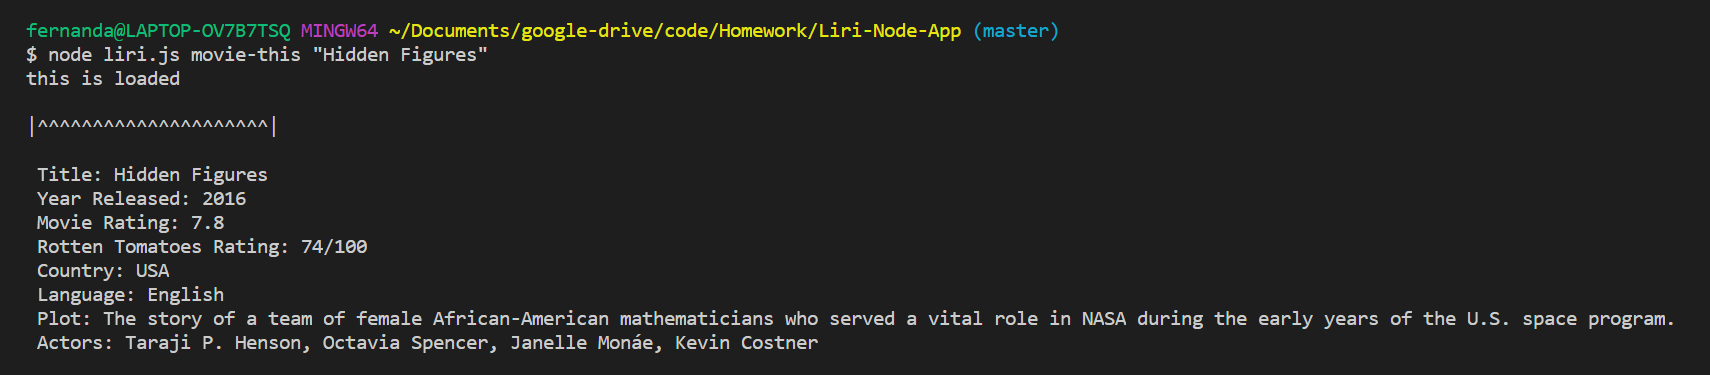 fernanda@LAPTOP-OV7B7TSQ MINGW64 ~/Documents/google-drive/code/Homework/Liri-Node-App (master)
$ node liri.js movie-this "Hidden Figures"
this is loaded
|^^^^^^^^^^^^^^^^^^^^^|
Title: Hidden Figures
Year Released: 2016
Movie Rating: 7.8
Rotten Tomatoes Rating: 74/100
Country: USA
Language: English
Plot: The story of a team of female African-American mathematicians who served a vital role in NASA during the early years of the U.S. space program.
Actors: Taraji P. Henson, Octavia Spencer, Janelle Monáe, Kevin Costner